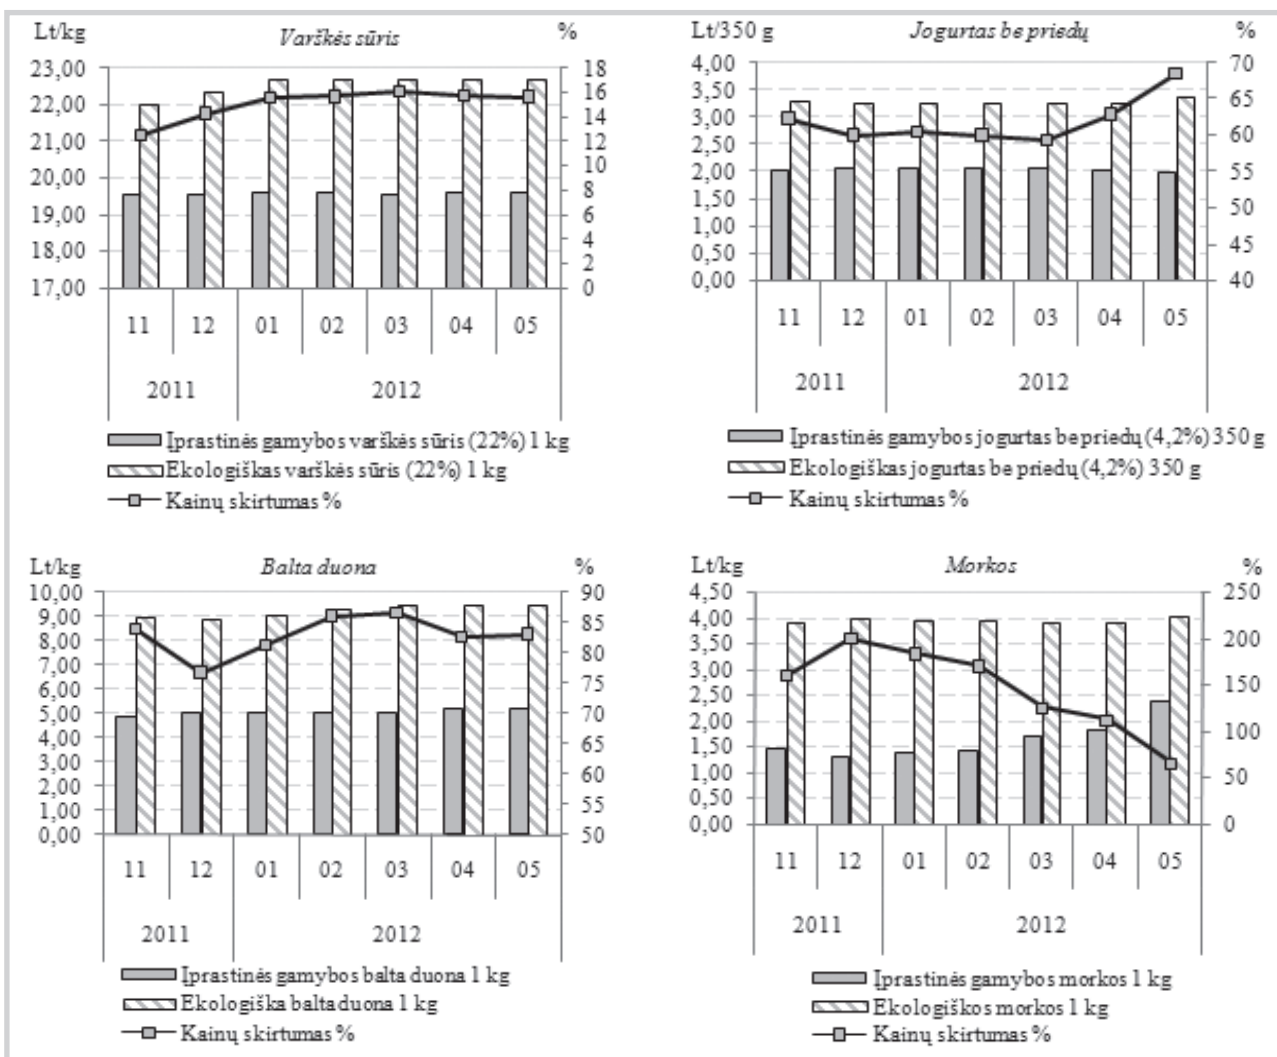 Lt/kg Varškės sūris %
23,00 18
22,00 16
21,00 14
20,00 12
19,00 10
18,00 8
17,00 6
4
2
0
11 12 01 02 03 04 05
2011 2012
Įprastinės gamybos varškės sūris (22%) 1 kg
Ekologiškas varškės sūris (22%) 1 kg
Kainų skirtumas %
Lt/350 g Jogurtas be priedų %
4,00 70
3,50 65
3,00 60
2,50 55
2,00 50
1,50 45
1,00 40
0,50
0,00
11 12 01 02 03 04 05
2011 2012
Įprastinės gamybos jogurtas be priedų (4,2%) 350 g
Ekologiškas jogurtas be priedų (4,2%) 350 g
Kainų skirtumas %
Lt/kg Balta duona %
10,00 90
9,00 85
8,00 80
7,00 75
6,00 70
5,00 65
4,00 60
3,00 55
2,00 50
1,00
0,00
11 12 01 02 03 04 05
2011 2012
Įprastinės gamybos balta duona 1 kg
Ekologiška balta duona 1 kg
Kainų skirtumas %
Lt/kg Morkos %
4,50 250
4,00 200
3,50 150
3,00 100
2,50 50
2,00 0
1,50
1,00
0,50
0,00
11 12 01 02 03 04 05
2011 2012
Įprastinės gamybos morkos 1 kg
Ekologiškos morkos 1 kg
Kainų skirtumas %